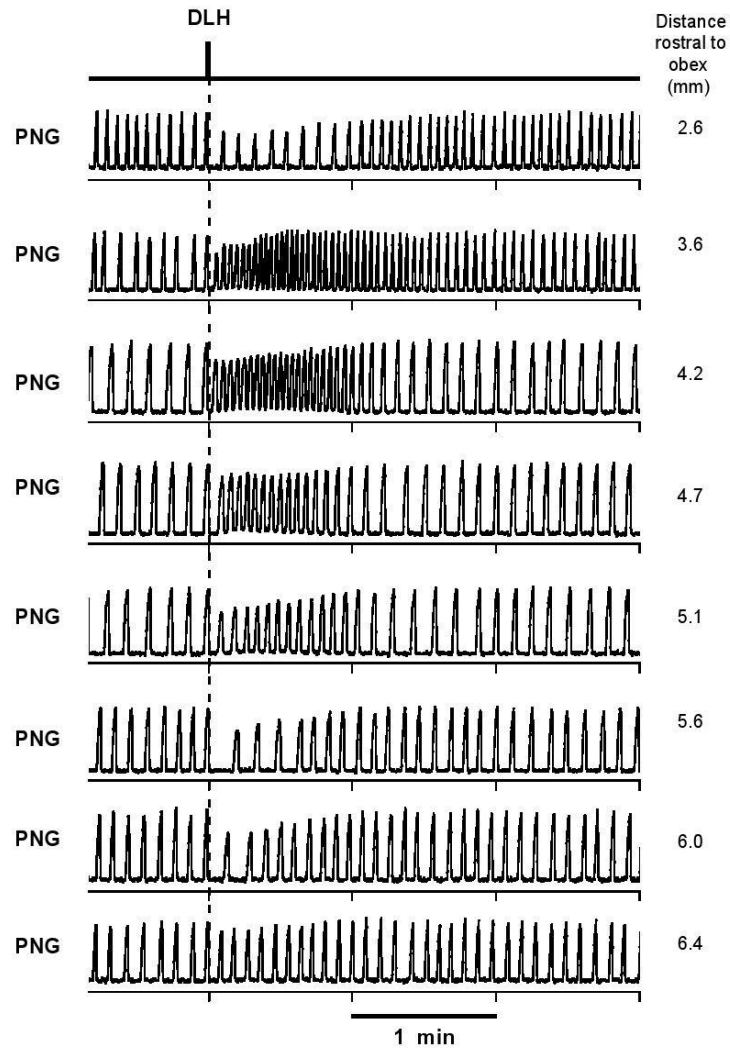 DLH
Distance
rostral to
obex
(mm)
PNG 2.6
PNG 3.6
PNG 4.2
PNG 4.7
PNG 5.1
PNG 5.6
PNG 6.0
PNG 6.4
1 min